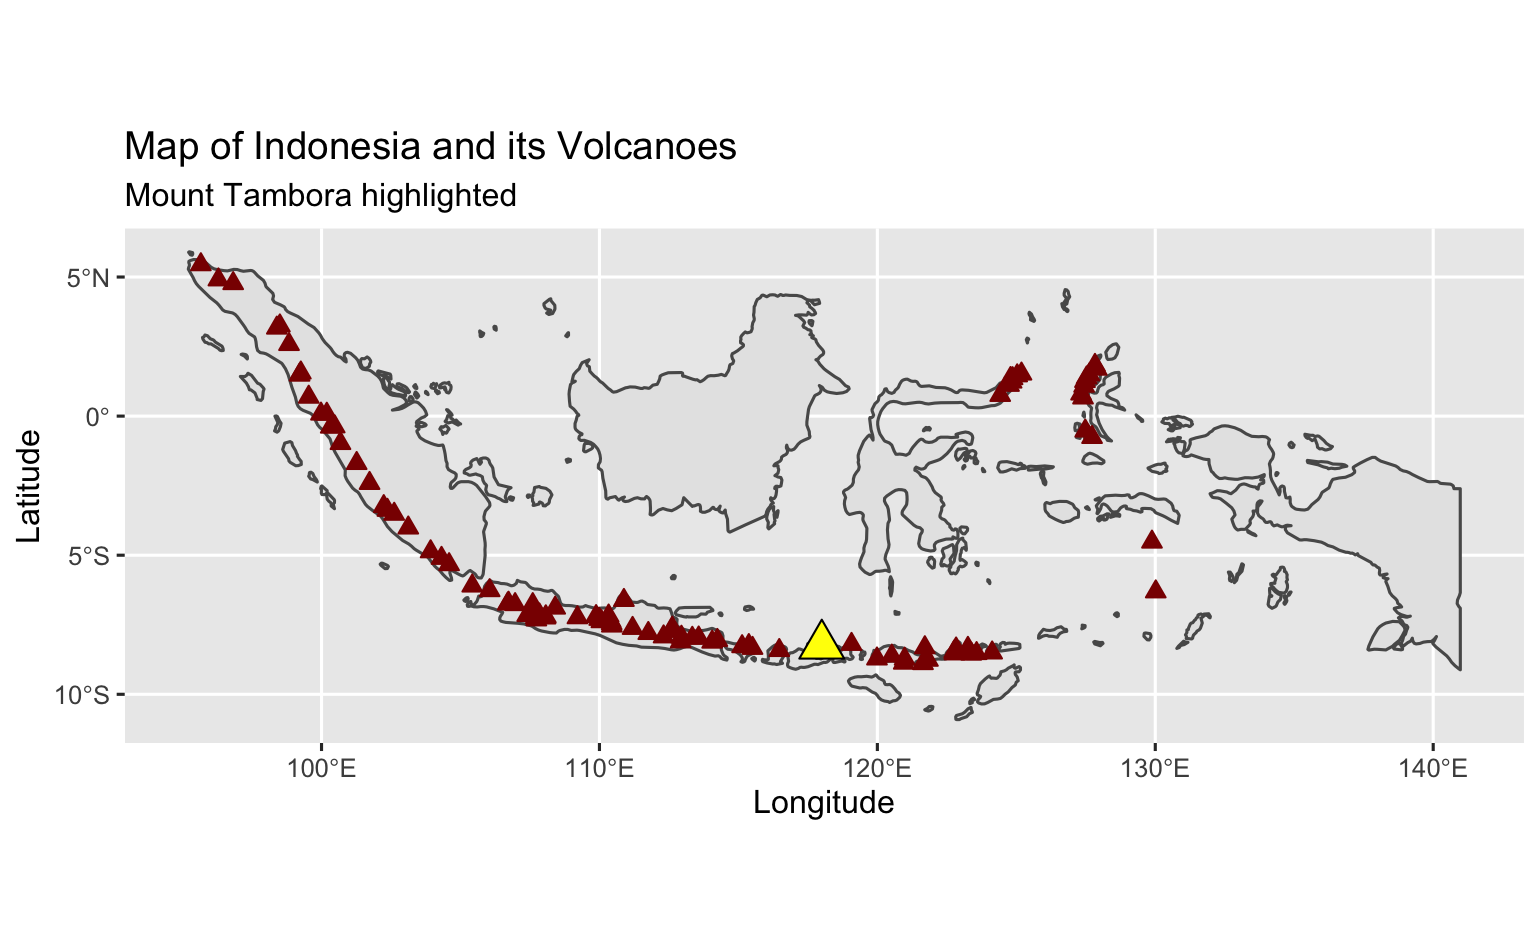 Map of Indonesia and its Volcanoes
Mount Tambora highlighted
5°N
0°
5°S
10°S
Latitude
100°E
110°E
120°E
130°E
140°E
Longitude